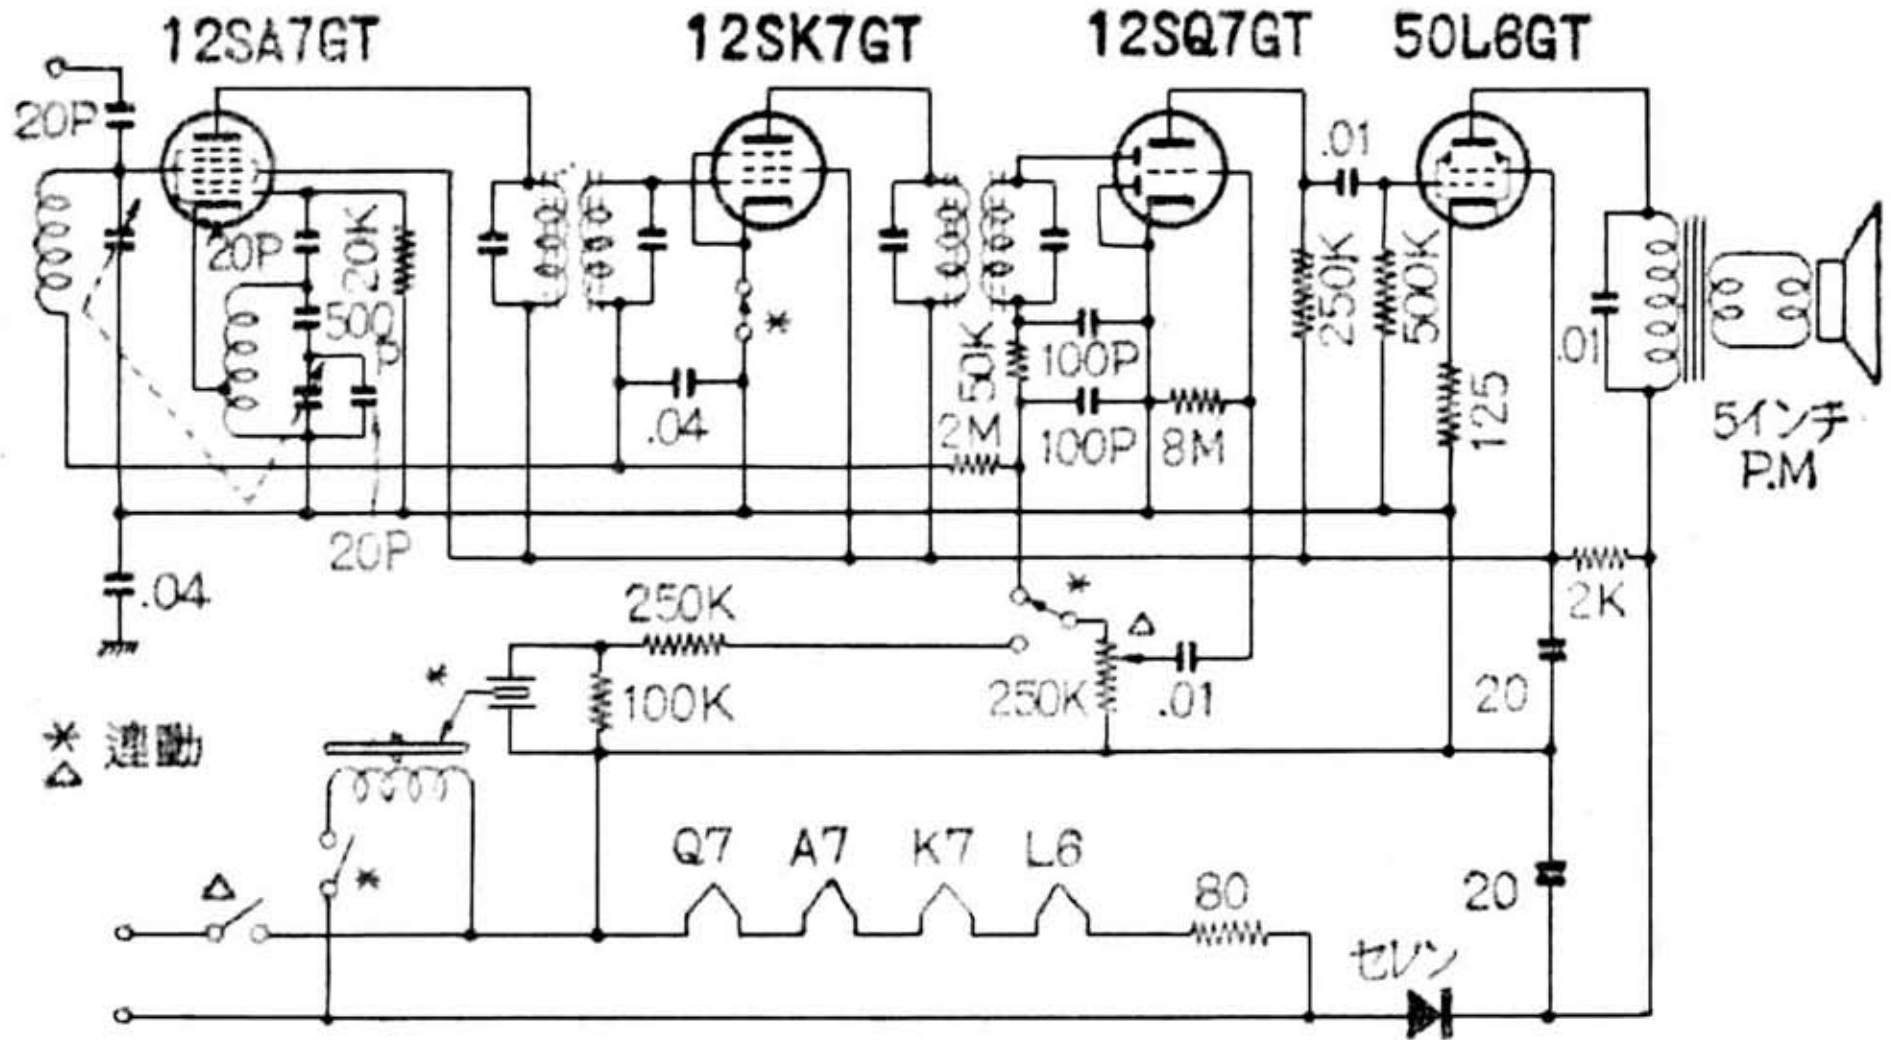 12SA7GT
12SK7GT
12SQ7GT
50L6GT
20P
.01
20P
20K
500P
.04
50K
100P
2M
100P
8M
250K
500K
125
.01
5インチ
P.M
20P
.04
250K
*
△
2K
*
100K
250K
.01
20
* 連動
△
*
Q7
A7
K7
L6
80
20
△
*
セレン